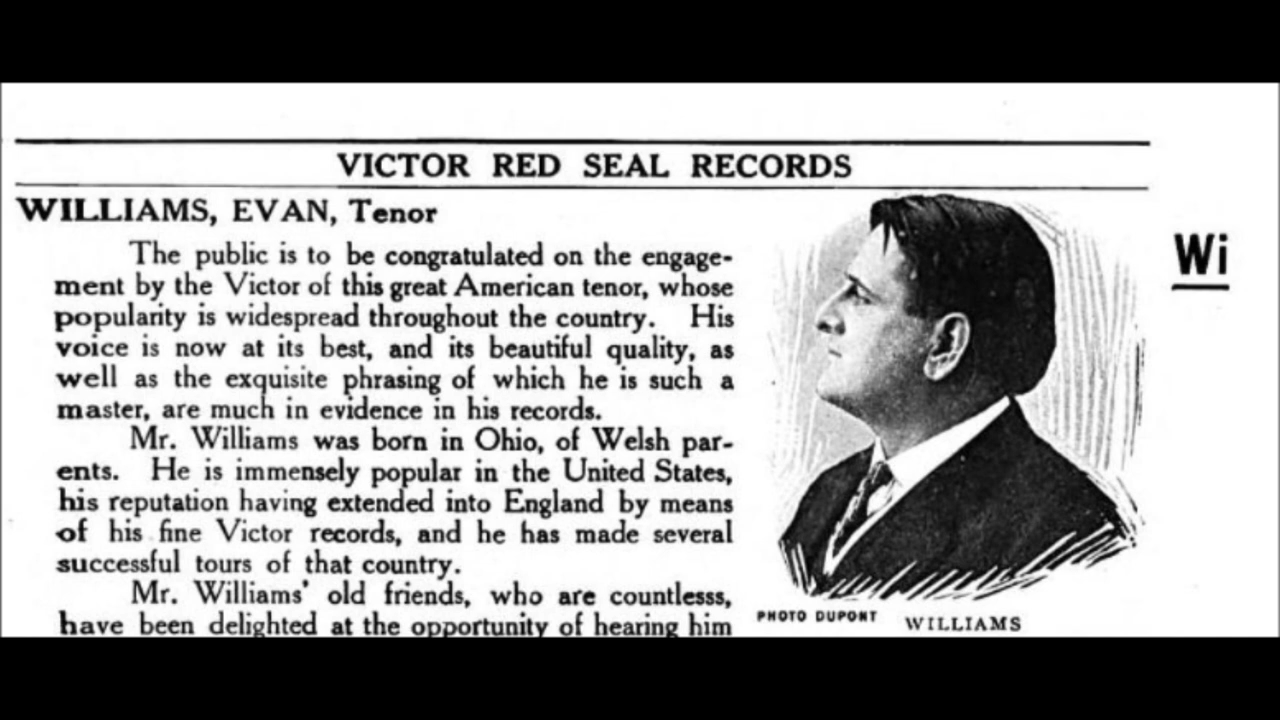 VICTOR RED SEAL RECORDS
WILLIAMS, EVAN, Tenor
The public is to be congratulated on the engage-
ment by the Victor of this great American tenor, whose
popularity is widespread throughout the country. His
voice is now at its best, and its beautiful quality, as
well as the exquisite phrasing of which he is such a
master, are much in evidence in his records.
Mr. Williams was born in Ohio, of Welsh par-
ents. He is immensely popular in the United States,
his reputation having extended into England by means
of his fine Victor records, and he has made several
successful tours of that country.
Mr. Williams' old friends, who are countlesss,
have been delighted at the opportunity of hearing him
PHOTO DUPONT WILLIAMS
Wi